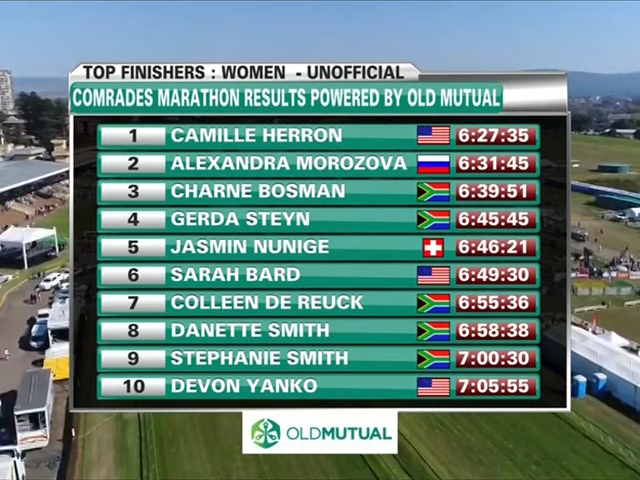 TOP FINISHERS : WOMEN - UNOFFICIAL
COMRADES MARATHON RESULTS POWERED BY OLD MUTUAL
1 CAMILLE HERRON 6:27:35
2 ALEXANDRA MOROZOVA 6:31:45
3 CHARNE BOSMAN 6:39:51
4 GERDA STEYN 6:45:45
5 JASMIN NUNIGE 6:46:21
6 SARAH BARD 6:49:30
7 COLLEEN DE REUCK 6:55:36
8 DANETTE SMITH 6:58:38
9 STEPHANIE SMITH 7:00:30
10 DEVON YANKO 7:05:55
OLDMUTUAL